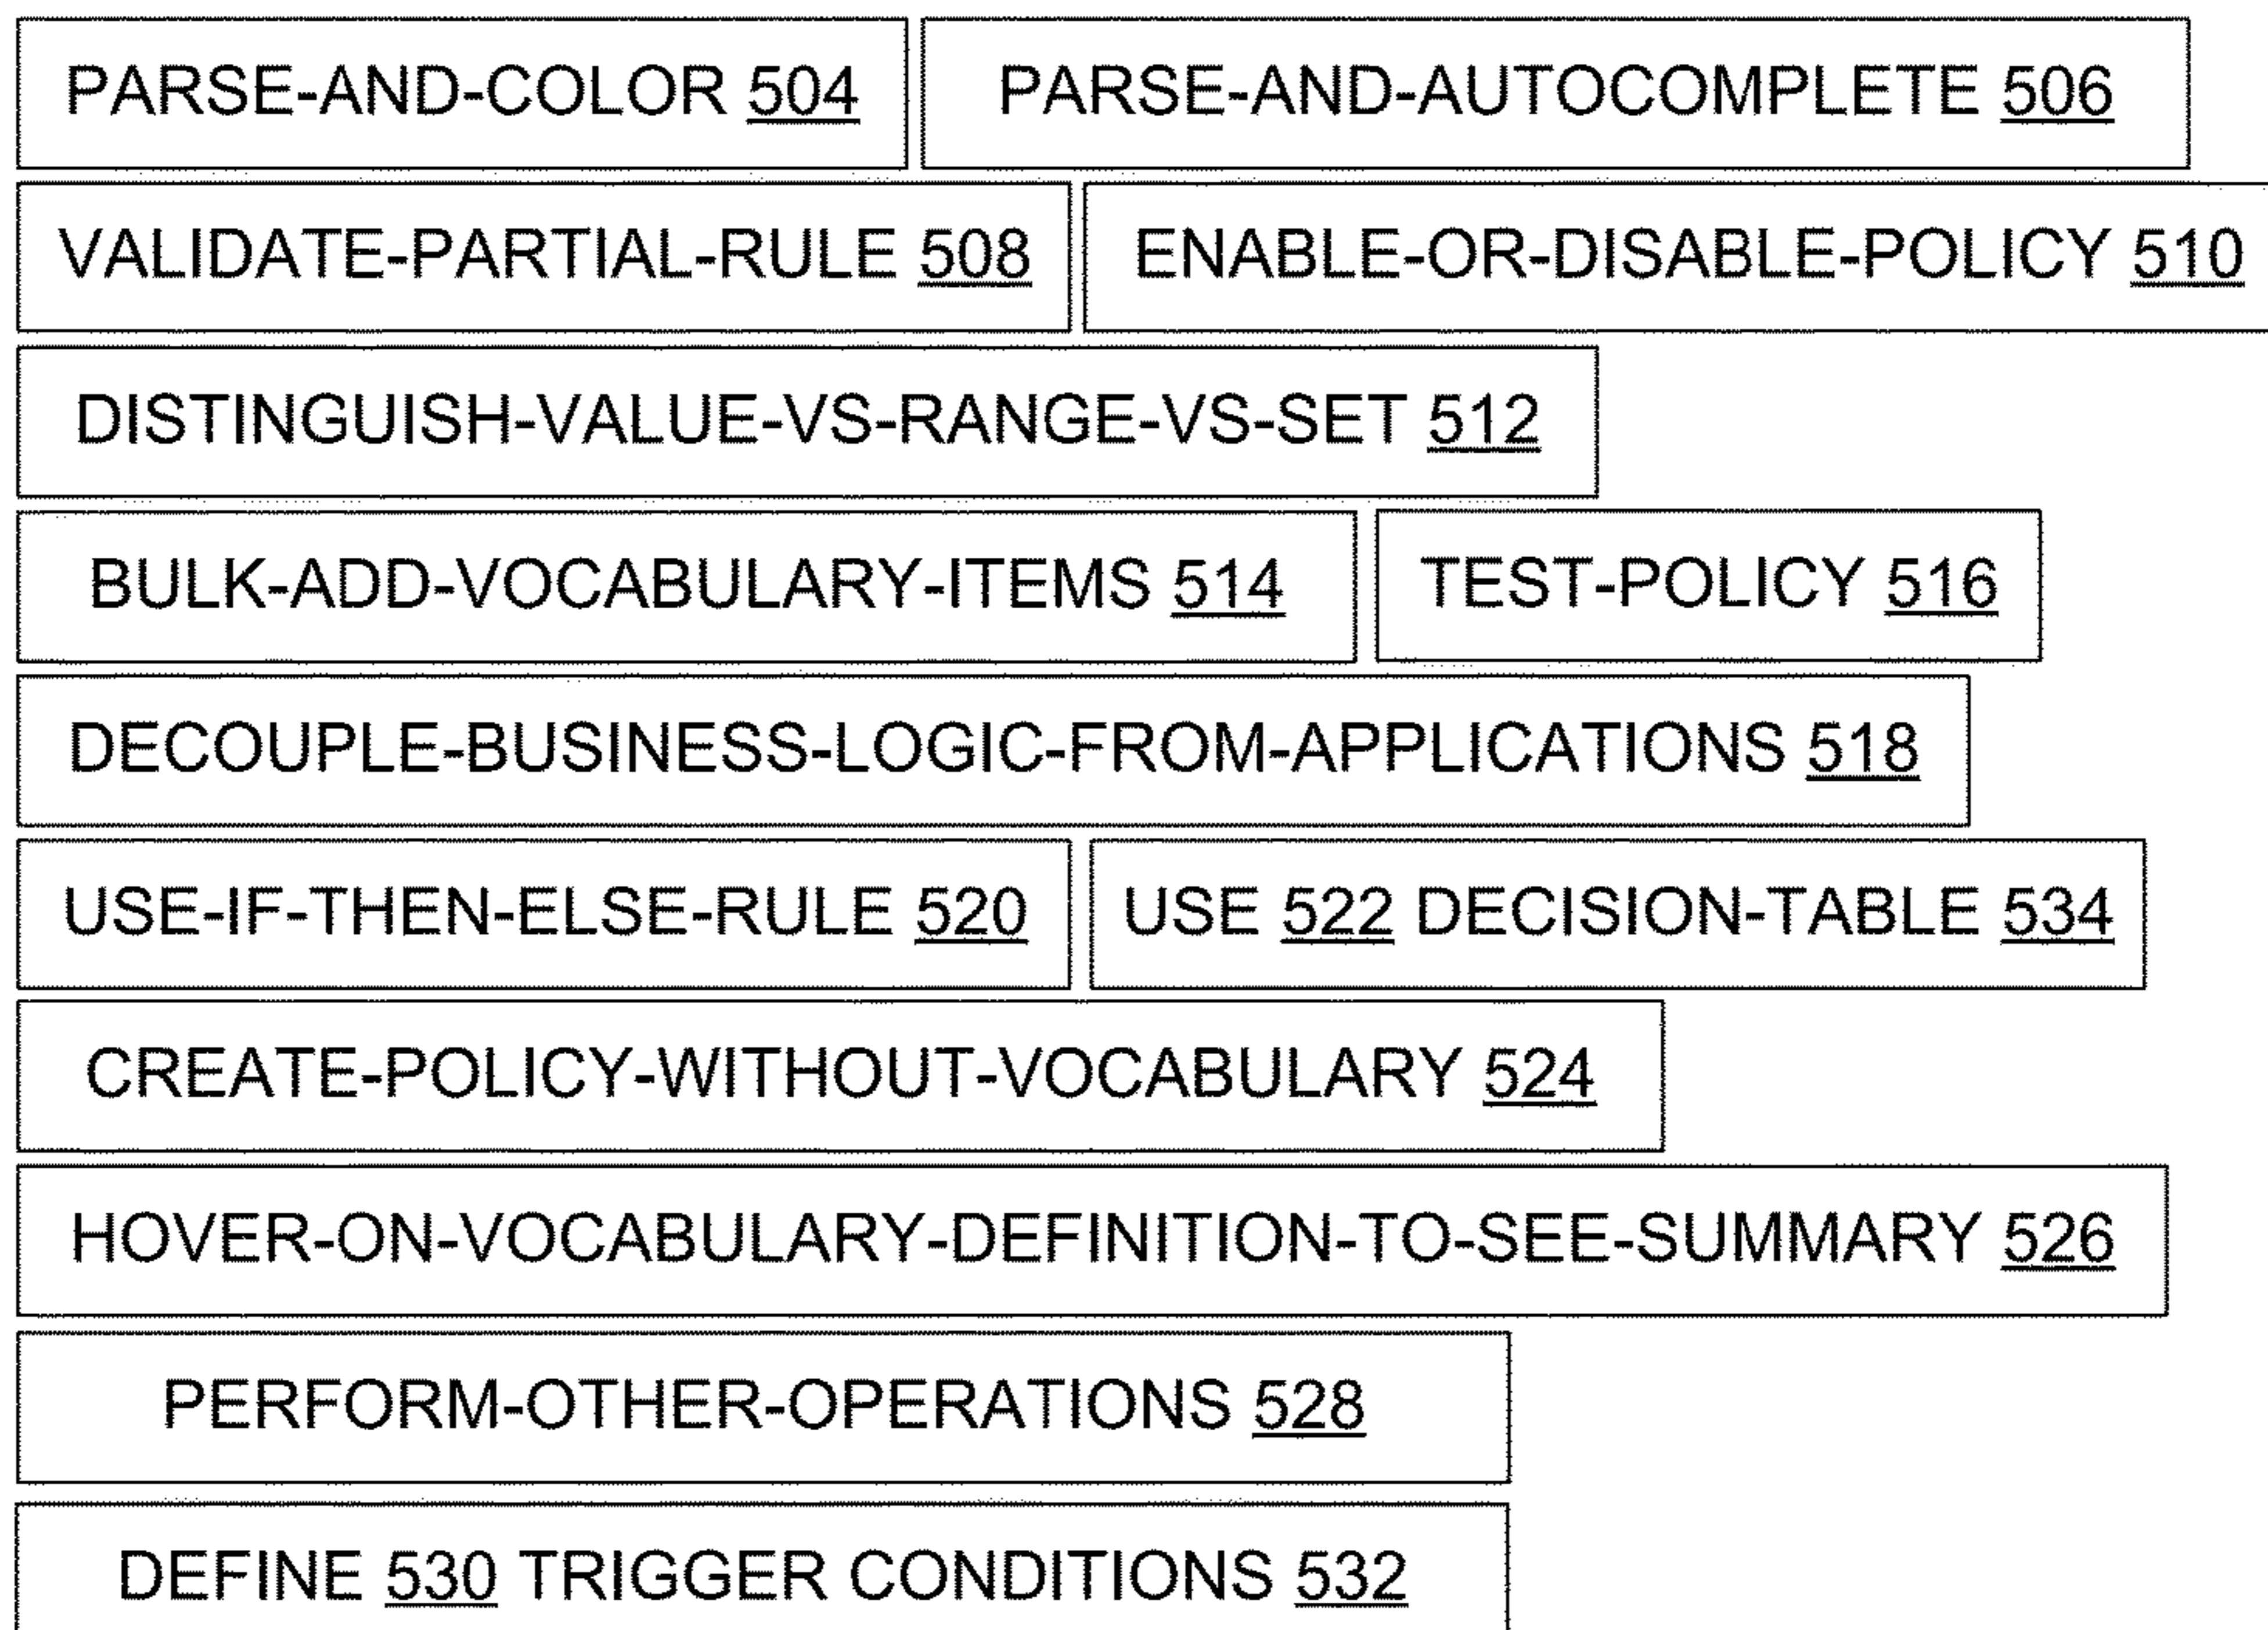 PARSE-AND-COLOR 504 PARSE-AND-AUTOCOMPLETE 506
VALIDATE-PARTIAL-RULE 508 ENABLE-OR-DISABLE-POLICY 510
DISTINGUISH-VALUE-VS-RANGE-VS-SET 512
BULK-ADD-VOCABULARY-ITEMS 514 TEST-POLICY 516
DECOUPLE-BUSINESS-LOGIC-FROM-APPLICATIONS 518
USE-IF-THEN-ELSE-RULE 520 USE 522 DECISION-TABLE 534
CREATE-POLICY-WITHOUT-VOCABULARY 524
HOVER-ON-VOCABULARY-DEFINITION-TO-SEE-SUMMARY 526
PERFORM-OTHER-OPERATIONS 528
DEFINE 530 TRIGGER CONDITIONS 532